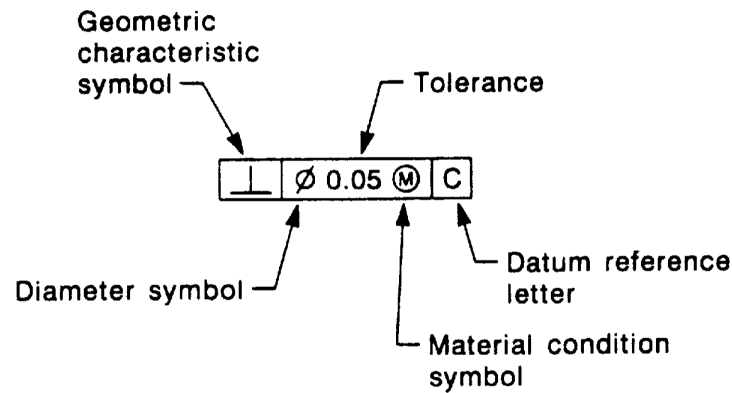 Geometric
characteristic
symbol
Tolerance
⊥ Ø 0.05 Ⓜ C
Diameter symbol
Datum reference
letter
Material condition
symbol